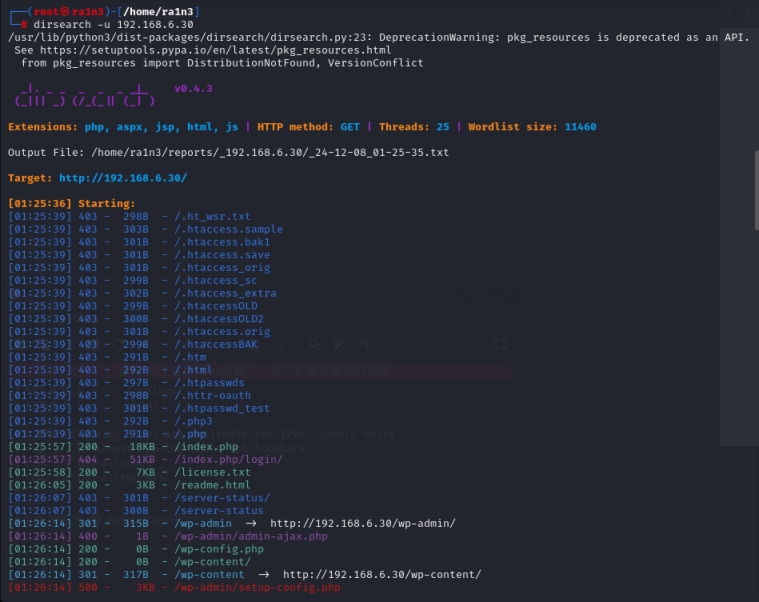 ┌──(root㉿ra1n3)-[/home/ra1n3]
└─# dirsearch -u 192.168.6.30
/usr/lib/python3/dist-packages/dirsearch/dirsearch.py:23: DeprecationWarning: pkg_resources is deprecated as an API.
See https://setuptools.pypa.io/en/latest/pkg_resources.html
from pkg_resources import DistributionNotFound, VersionConflict
v0.4.3
Extensions: php, aspx, jsp, html, js | HTTP method: GET | Threads: 25 | Wordlist size: 11460
Output File: /home/ra1n3/reports/_192.168.6.30/_24-12-08_01-25-35.txt
Target: http://192.168.6.30/
[01:25:36] Starting:
[01:25:39] 403 - 298B - /.ht_wsr.txt
[01:25:39] 403 - 303B - /.htaccess.sample
[01:25:39] 403 - 301B - /.htaccess.bak1
[01:25:39] 403 - 301B - /.htaccess.save
[01:25:39] 403 - 301B - /.htaccess_orig
[01:25:39] 403 - 299B - /.htaccess_sc
[01:25:39] 403 - 302B - /.htaccess_extra
[01:25:39] 403 - 299B - /.htaccessOLD
[01:25:39] 403 - 300B - /.htaccessOLD2
[01:25:39] 403 - 301B - /.htaccess.orig
[01:25:39] 403 - 299B - /.htaccessBAK
[01:25:39] 403 - 291B - /.htm
[01:25:39] 403 - 292B - /.html
[01:25:39] 403 - 297B - /.htpasswds
[01:25:39] 403 - 298B - /.httr-oauth
[01:25:39] 403 - 301B - /.htpasswd_test
[01:25:39] 403 - 292B - /.php3
[01:25:39] 403 - 291B - /.php
[01:25:57] 200 - 18KB - /index.php
[01:25:57] 404 - 51KB - /index.php/login/
[01:25:58] 200 - 7KB - /license.txt
[01:26:05] 200 - 3KB - /readme.html
[01:26:07] 403 - 301B - /server-status/
[01:26:07] 403 - 300B - /server-status
[01:26:14] 301 - 315B - /wp-admin → http://192.168.6.30/wp-admin/
[01:26:14] 400 - 1B - /wp-admin/admin-ajax.php
[01:26:14] 200 - 0B - /wp-config.php
[01:26:14] 200 - 0B - /wp-content/
[01:26:14] 301 - 317B - /wp-content → http://192.168.6.30/wp-content/
[01:26:14] 500 - 3KB - /wp-admin/setup-config.php